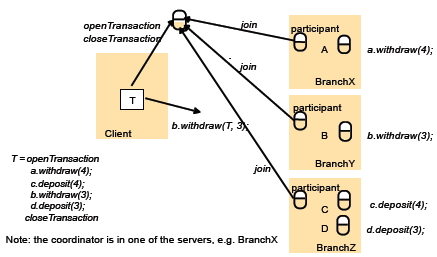 openTransaction
closeTransaction
join
participant
A
a.withdraw(4);
BranchX
T
Client
b.withdraw(T, 3);
join
participant
B
b.withdraw(3);
BranchY
join
participant
C
c.deposit(4);
D
d.deposit(3);
BranchZ
T = openTransaction
a.withdraw(4);
c.deposit(4);
b.withdraw(3);
d.deposit(3);
closeTransaction
Note: the coordinator is in one of the servers, e.g. BranchX